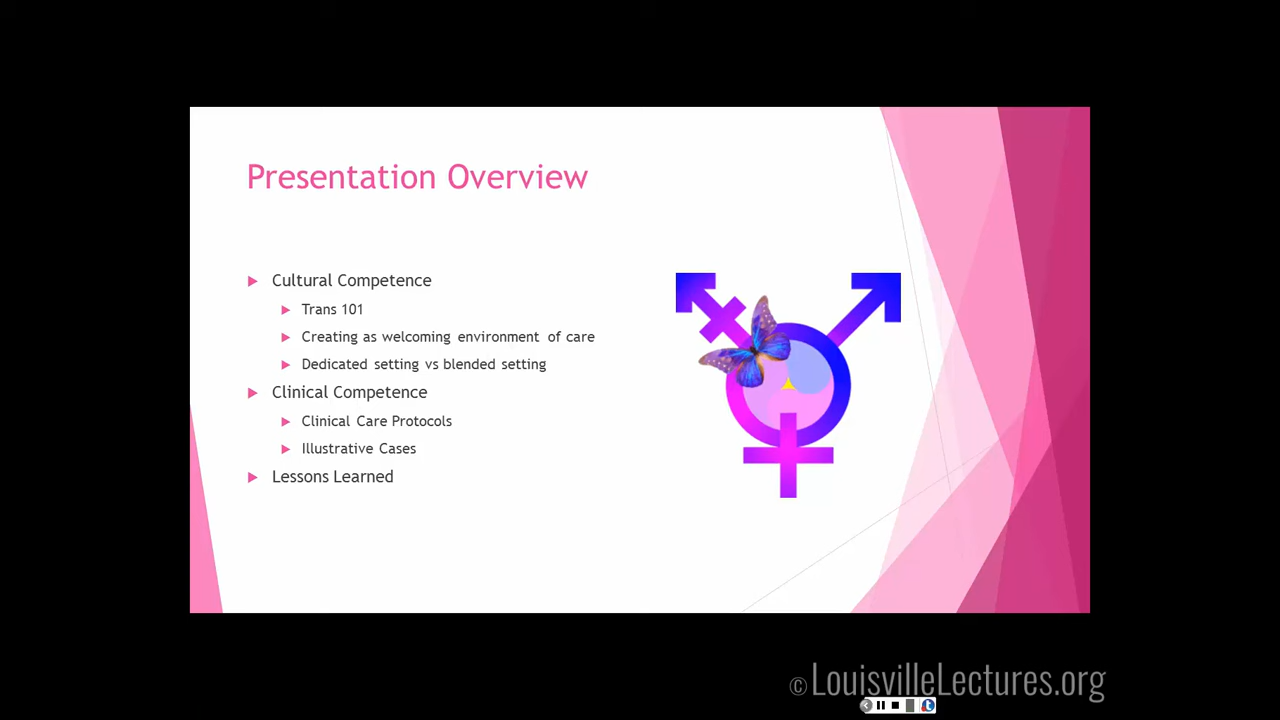 Presentation Overview
Cultural Competence
Trans 101
Creating as welcoming environment of care
Dedicated setting vs blended setting
Clinical Competence
Clinical Care Protocols
Illustrative Cases
Lessons Learned
© LouisvilleLectures.org